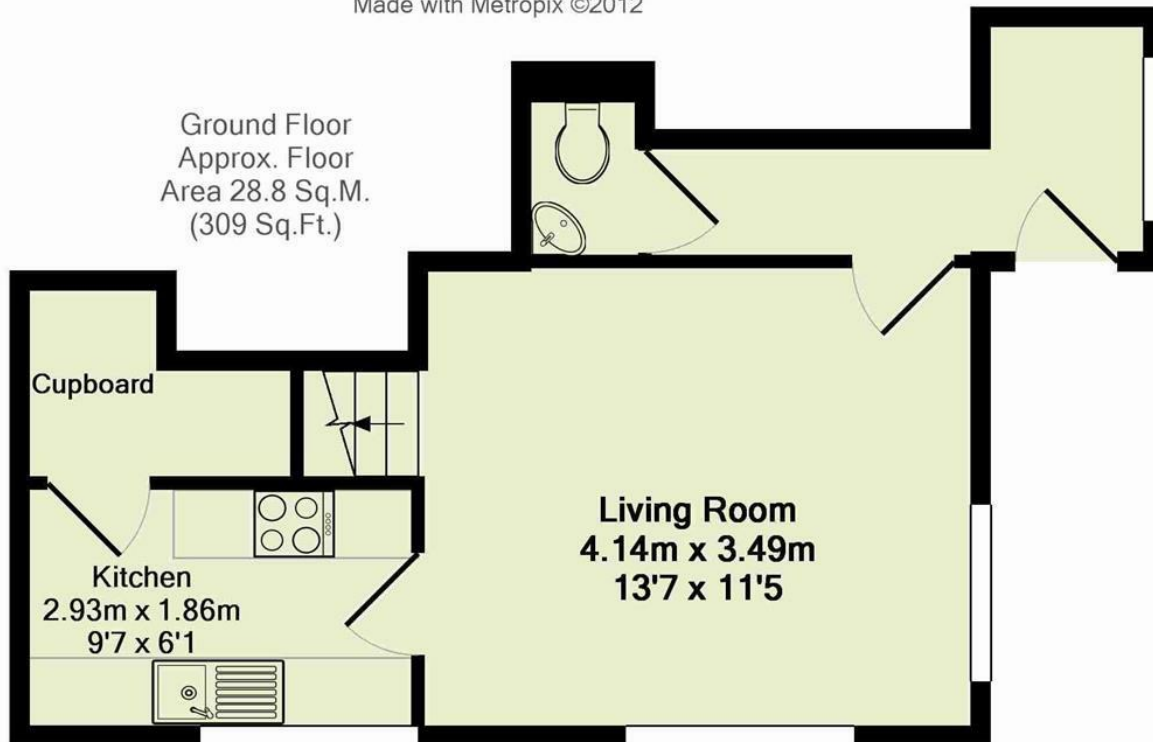 Made with Metropix ©2012
Ground Floor
Approx. Floor
Area 28.8 Sq.M.
(309 Sq.Ft.)
Cupboard
Living Room
4.14m x 3.49m
13'7 x 11'5
Kitchen
2.93m x 1.86m
9'7 x 6'1